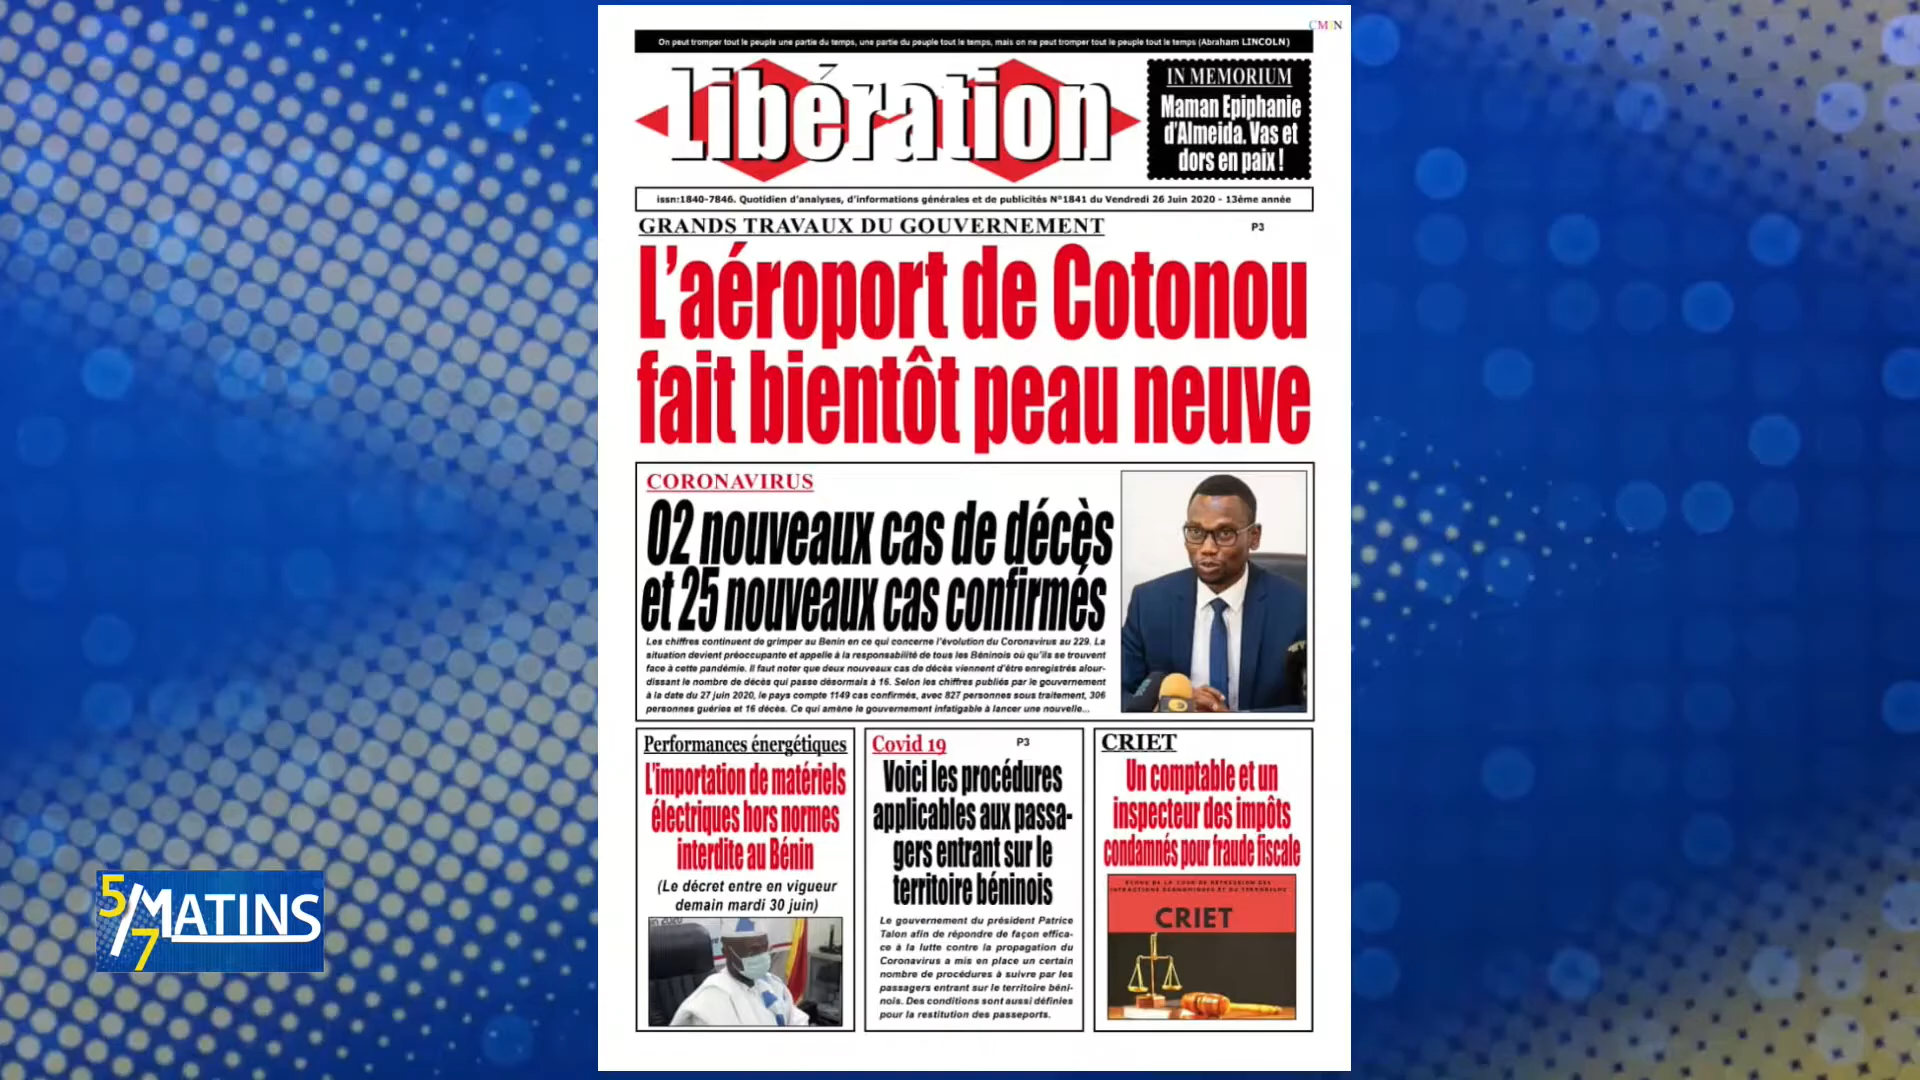 CMJN
On peut tromper tout le peuple une partie du temps, une partie du peuple tout le temps, mais on ne peut tromper tout le peuple tout le temps (Abraham LINCOLN)
Libération
IN MEMORIUM
Maman Epiphanie
d'Almeida. Vas et
dors en paix !
issn:1840-7846. Quotidien d'analyses, d'informations générales et de publicités N°1841 du Vendredi 26 Juin 2020 - 13ème année
GRANDS TRAVAUX DU GOUVERNEMENT
P3
L'aéroport de Cotonou
fait bientôt peau neuve
CORONAVIRUS
02 nouveaux cas de décès
et 25 nouveaux cas confirmés
Les chiffres continuent de grimper au Benin en ce qui concerne l'évolution du Coronavirus au 229. La
situation devient préoccupante et appelle à la responsabilité de tous les Béninois où qu'ils se trouvent
face à cette pandémie. Il faut noter que deux nouveaux cas de décès viennent d'être enregistrés alour-
dissant le nombre de décès qui passe désormais à 16. Selon les chiffres publiés par le gouvernement
à la date du 27 juin 2020, le pays compte 1149 cas confirmés, avec 827 personnes sous traitement, 306
personnes guéries et 16 décès. Ce qui amène le gouvernement infatigable à lancer une nouvelle...
Performances énergétiques
L'importation de matériels
électriques hors normes
interdite au Bénin
(Le décret entre en vigueur
demain mardi 30 juin)
Covid 19
P3
Voici les procédures
applicables aux passa-
gers entrant sur le
territoire béninois
Le gouvernement du président Patrice
Talon afin de répondre de façon effica-
ce à la lutte contre la propagation du
Coronavirus a mis en place un certain
nombre de procédures à suivre par les
passagers entrant sur le territoire béni-
nois. Des conditions sont aussi définies
pour la restitution des passeports.
CRIET
Un comptable et un
inspecteur des impôts
condamnés pour fraude fiscale
CRIET
5/7 MATINS